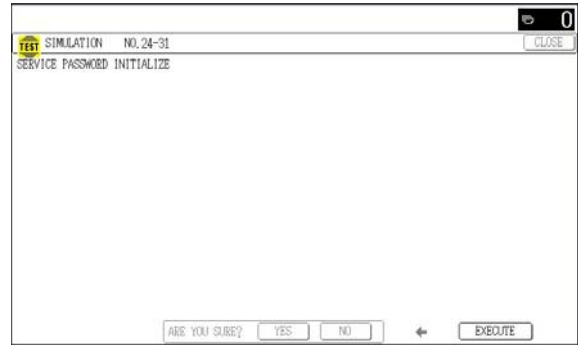 0
TEST SIMULATION NO.24-31 CLOSE
SERVICE PASSWORD INITIALIZE
ARE YOU SURE? YES NO EXECUTE